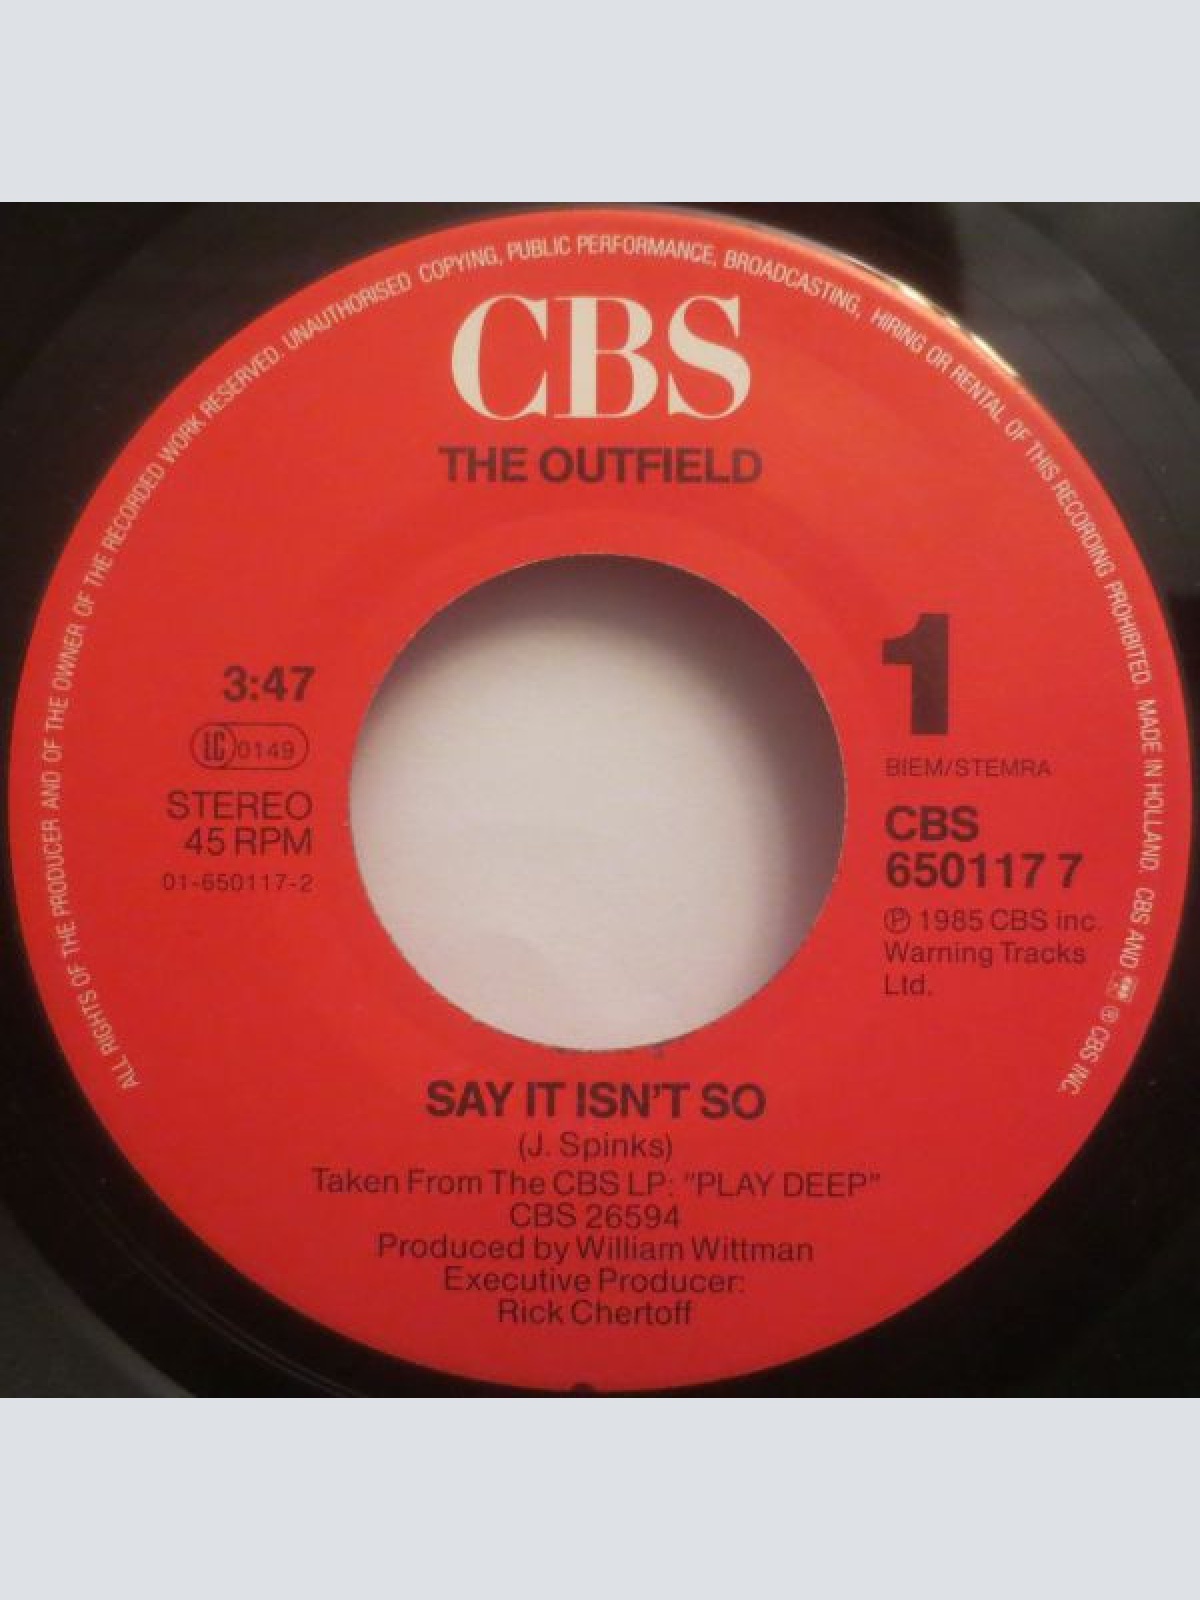 ALL RIGHTS OF THE PRODUCER AND OF THE OWNER OF THE RECORDED WORK RESERVED. UNAUTHORISED COPYING, PUBLIC PERFORMANCE, BROADCASTING, HIRING OR RENTAL OF THIS RECORDING PROHIBITED. MADE IN HOLLAND. CBS AND ® CBS INC.
CBS
THE OUTFIELD
3:47
LC 0149
STEREO
45 RPM
01-650117-2
1
BIEM/STEMRA
CBS
650117 7
℗ 1985 CBS inc.
Warning Tracks
Ltd.
SAY IT ISN'T SO
(J. Spinks)
Taken From The CBS LP: "PLAY DEEP"
CBS 26594
Produced by William Wittman
Executive Producer:
Rick Chertoff